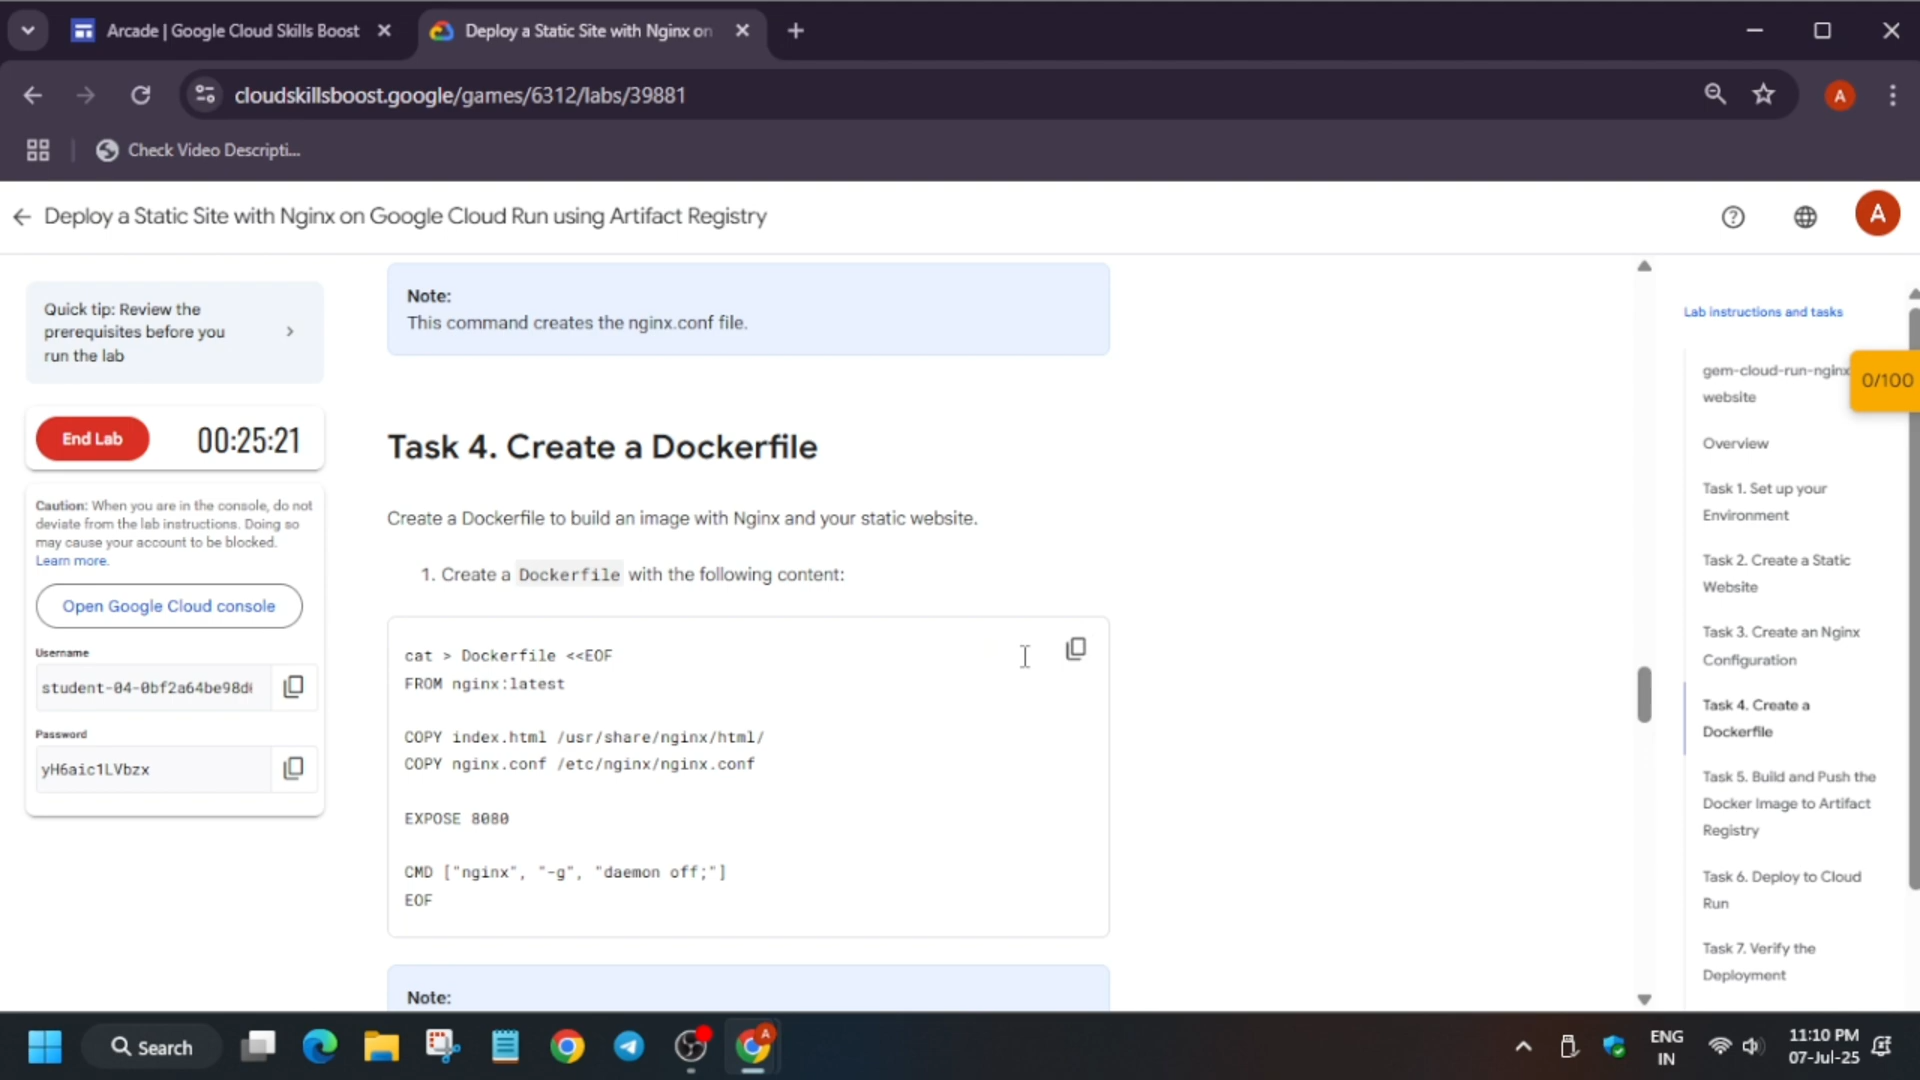 Arcade | Google Cloud Skills Boost
Deploy a Static Site with Nginx on
cloudskillsboost.google/games/6312/labs/39881
A
Check Video Descripti...
Deploy a Static Site with Nginx on Google Cloud Run using Artifact Registry
A
Quick tip: Review the
prerequisites before you
run the lab
End Lab
00:25:21
Caution: When you are in the console, do not
deviate from the lab instructions. Doing so
may cause your account to be blocked.
Learn more.
Open Google Cloud console
Username
student-04-0bf2a64be98d
Password
yH6aic1LVbzx
Note:
This command creates the nginx.conf file.
Task 4. Create a Dockerfile
Create a Dockerfile to build an image with Nginx and your static website.
1. Create a Dockerfile with the following content:
cat > Dockerfile <<EOF
FROM nginx:latest
COPY index.html /usr/share/nginx/html/
COPY nginx.conf /etc/nginx/nginx.conf
EXPOSE 8080
CMD ["nginx", "-g", "daemon off;"]
EOF
Note:
Lab instructions and tasks
gem-cloud-run-nginx
website
0/100
Overview
Task 1. Set up your
Environment
Task 2. Create a Static
Website
Task 3. Create an Nginx
Configuration
Task 4. Create a
Dockerfile
Task 5. Build and Push the
Docker Image to Artifact
Registry
Task 6. Deploy to Cloud
Run
Task 7. Verify the
Deployment
Search
A
ENG
IN
11:10 PM
07-Jul-25